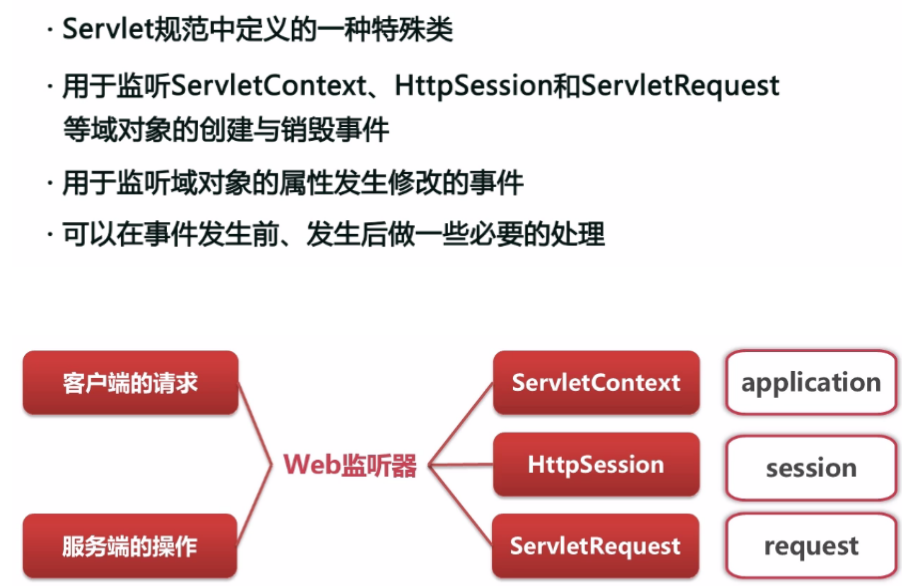 · Servlet规范中定义的一种特殊类
· 用于监听ServletContext、HttpSession和ServletRequest
等域对象的创建与销毁事件
· 用于监听域对象的属性发生修改的事件
· 可以在事件发生前、发生后做一些必要的处理
客户端的请求
服务端的操作
Web监听器
ServletContext
application
HttpSession
session
ServletRequest
request